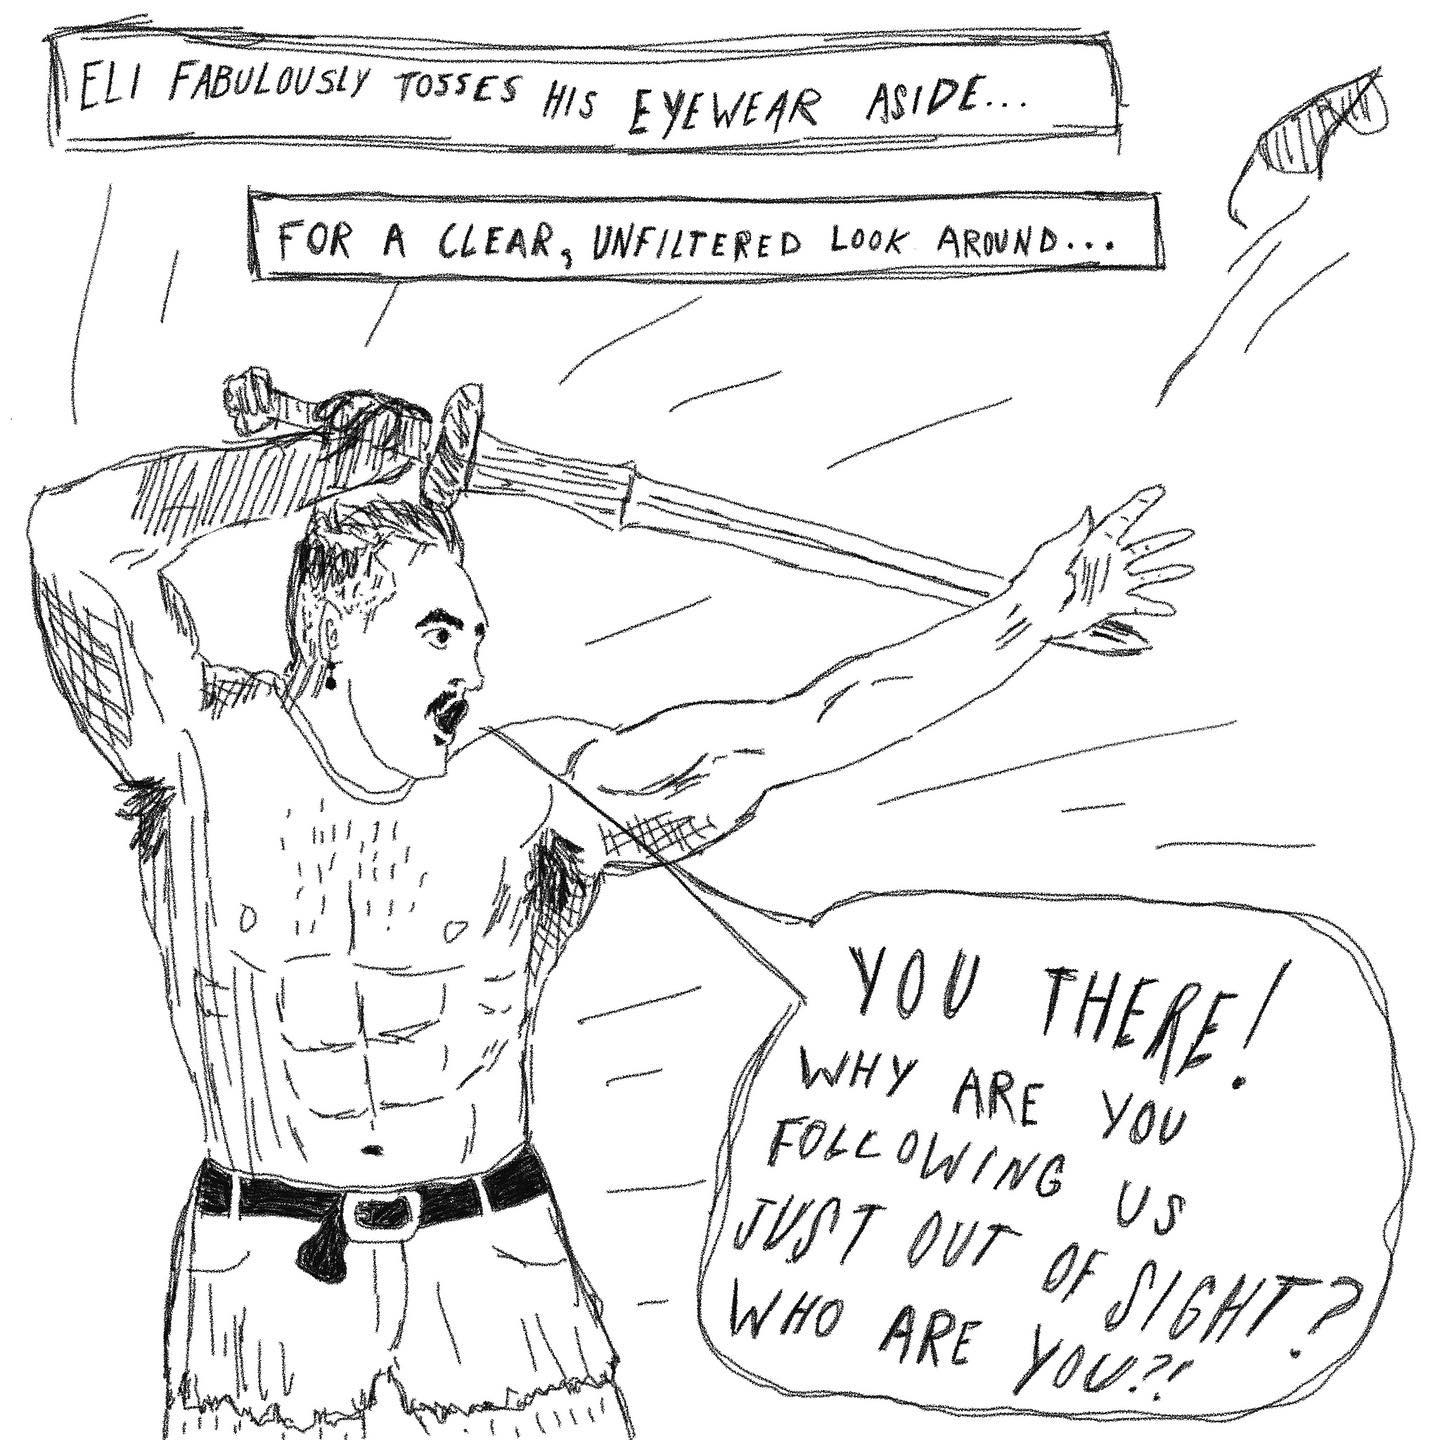 ELI FABULOUSLY TOSSES HIS EYEWEAR ASIDE...
FOR A CLEAR, UNFILTERED LOOK AROUND...
YOU THERE!
WHY ARE YOU
FOLLOWING US
JUST OUT OF SIGHT?
WHO ARE YOU?!